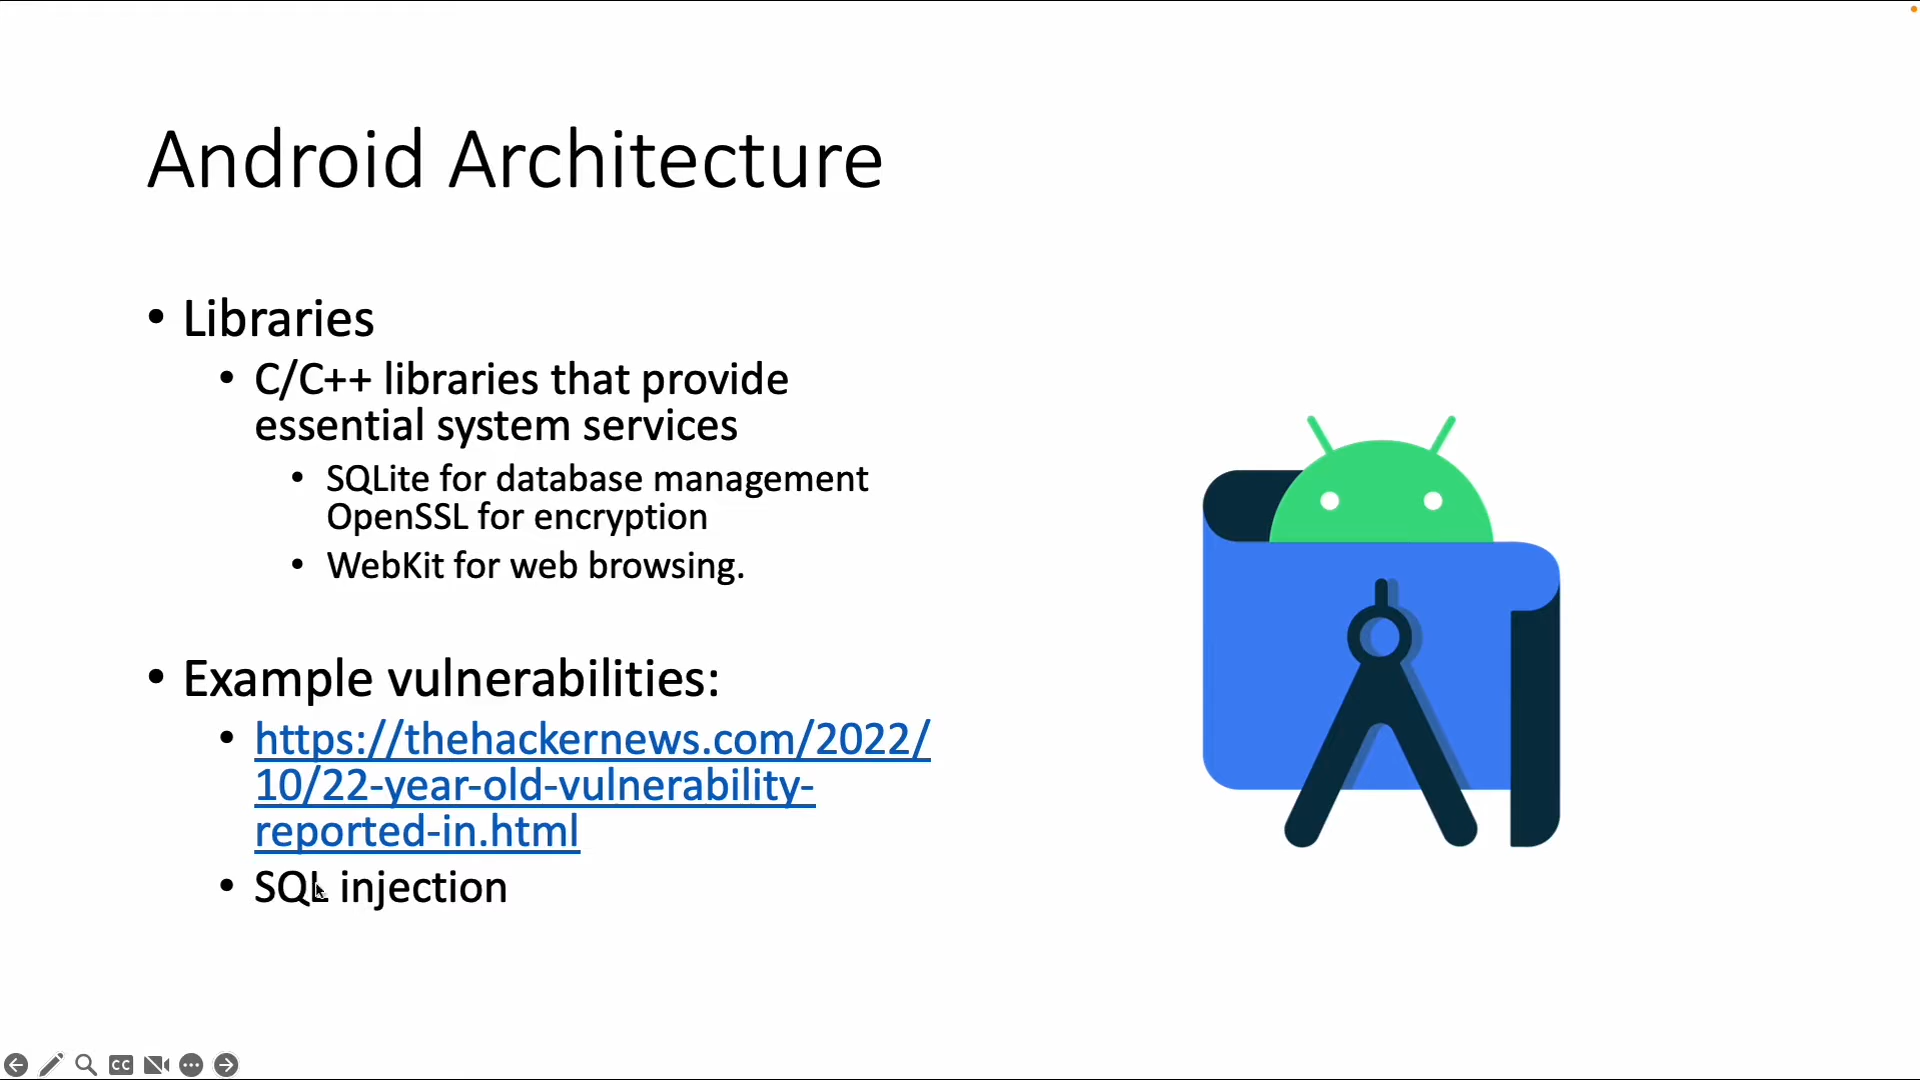 Android Architecture
• Libraries
• C/C++ libraries that provide
essential system services
• SQLite for database management
OpenSSL for encryption
• WebKit for web browsing.
• Example vulnerabilities:
• https://thehackernews.com/2022/
10/22-year-old-vulnerability-
reported-in.html
• SQL injection
CC